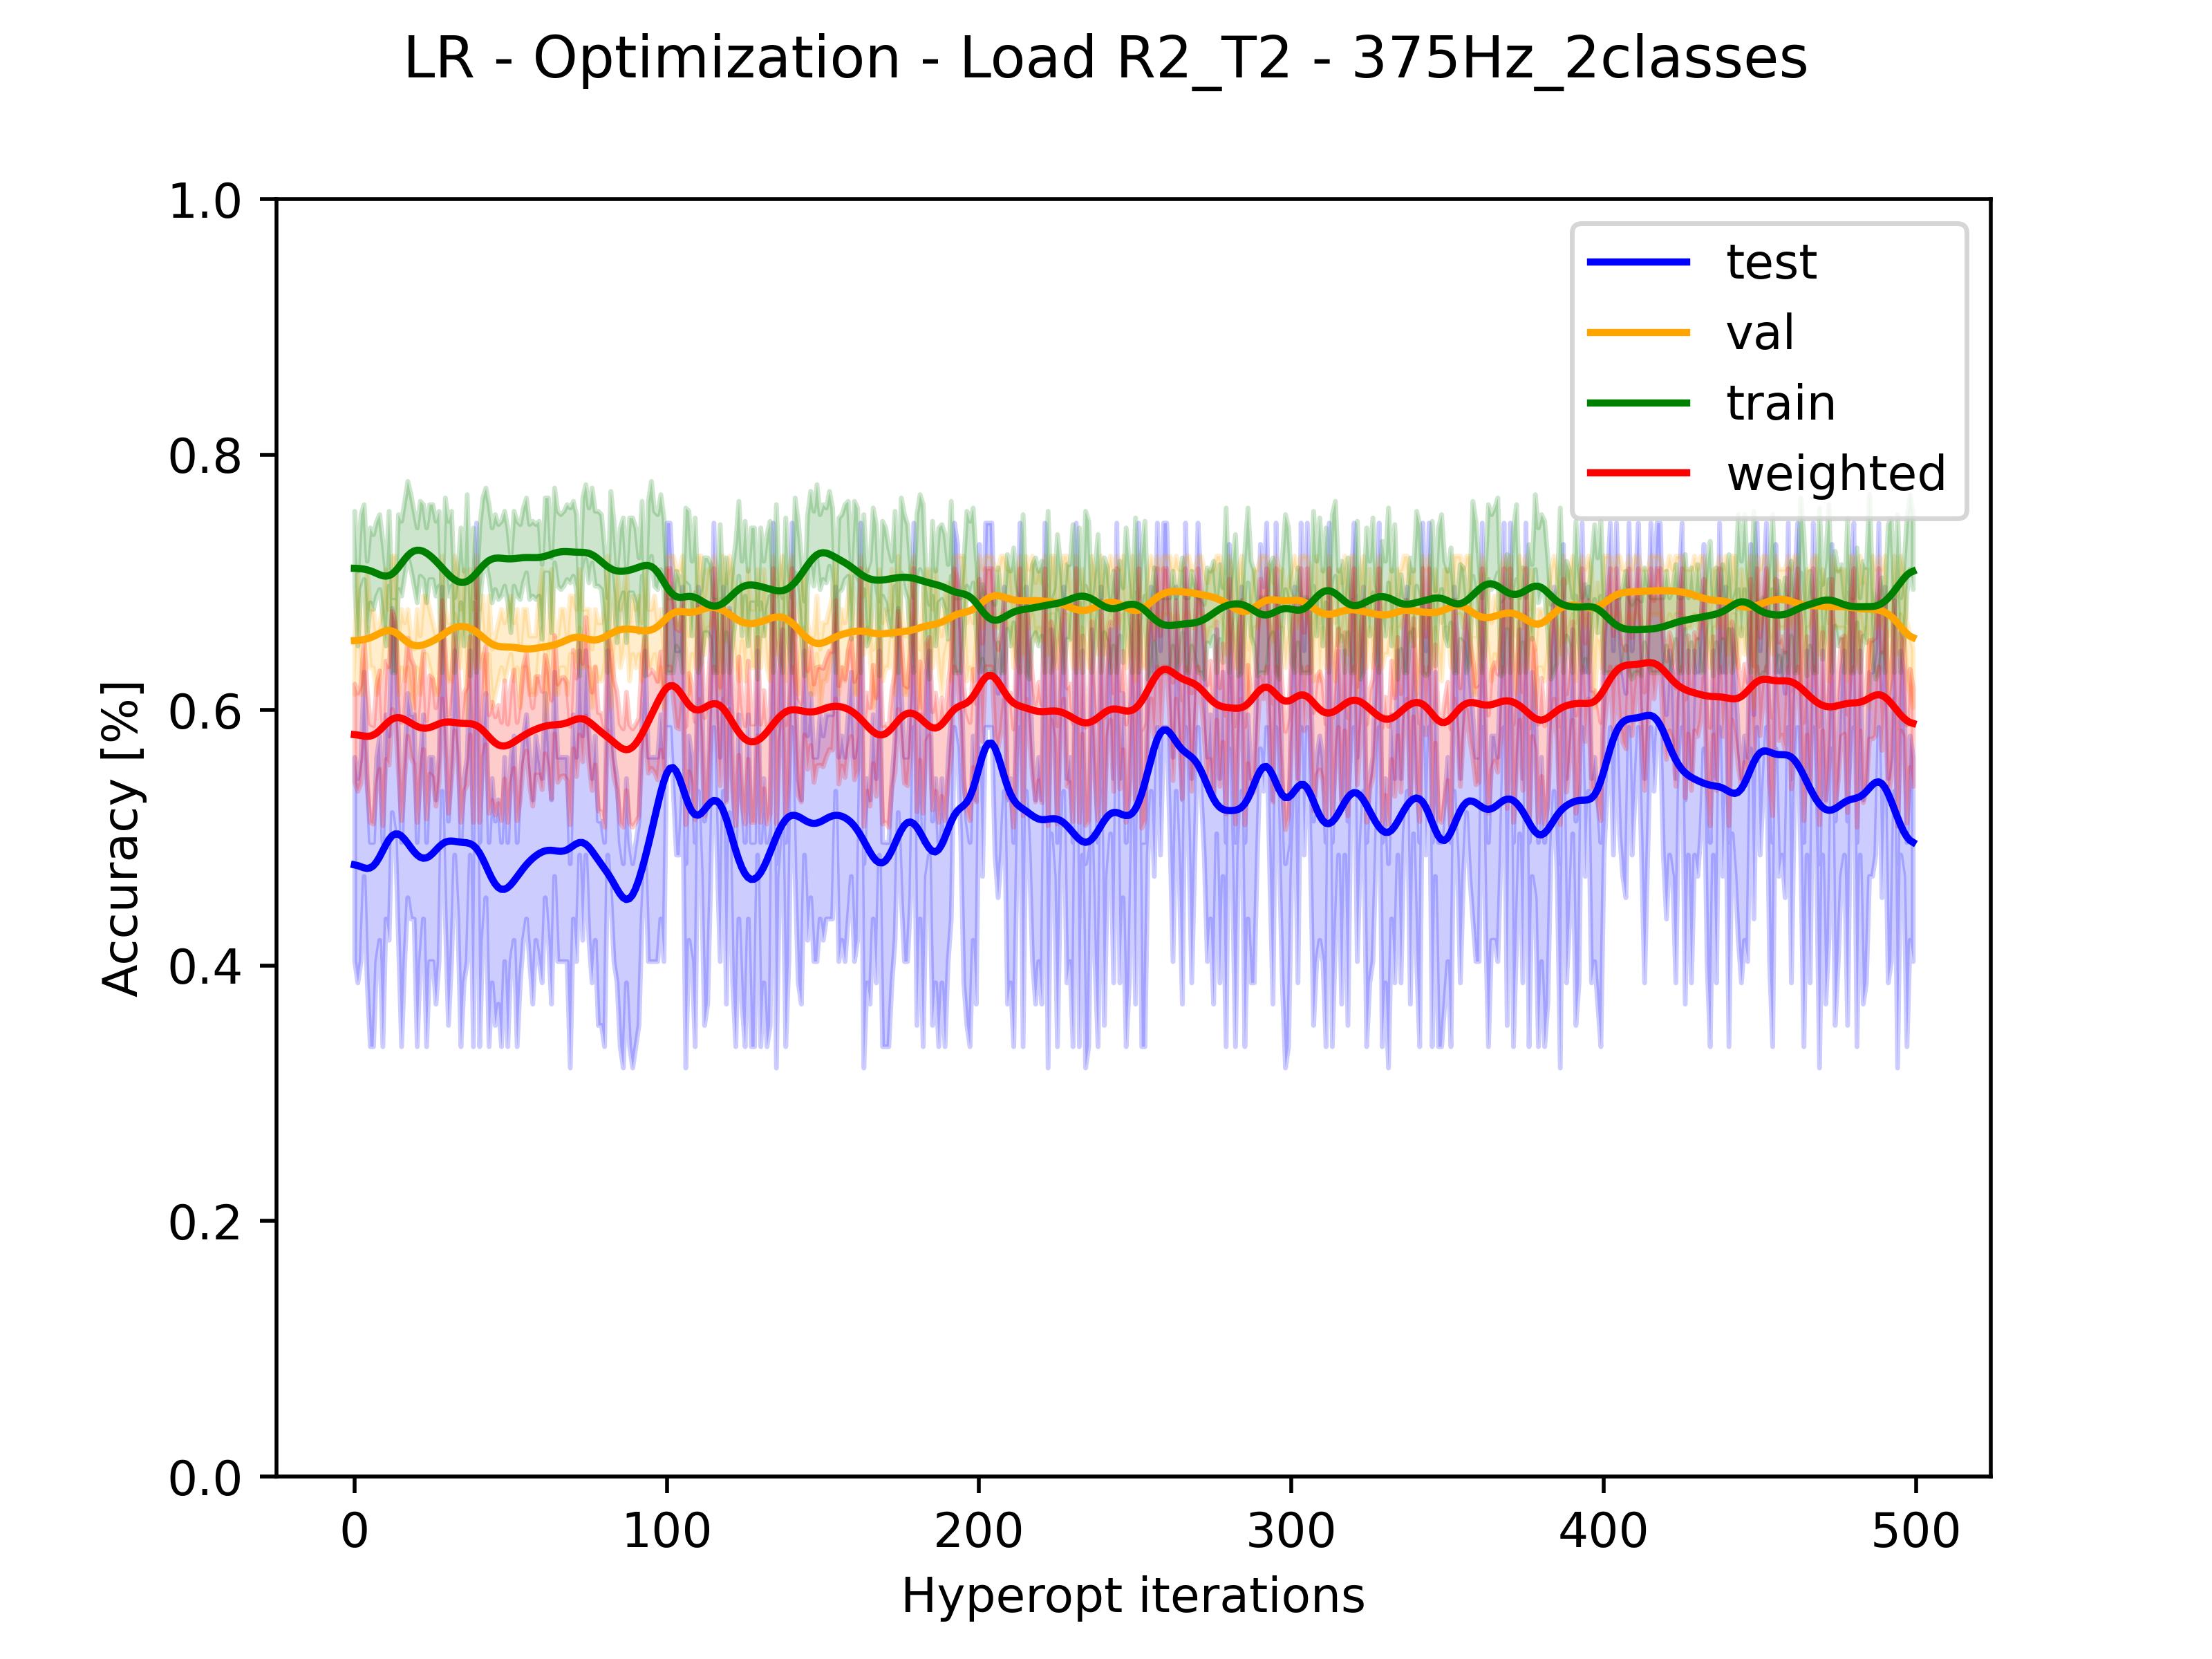 LR - Optimization - Load R2_T2 - 375Hz_2classes
1.0
0.8
0.6
0.4
0.2
0.0
Accuracy [%]
test
val
train
weighted
0 100 200 300 400 500
Hyperopt iterations